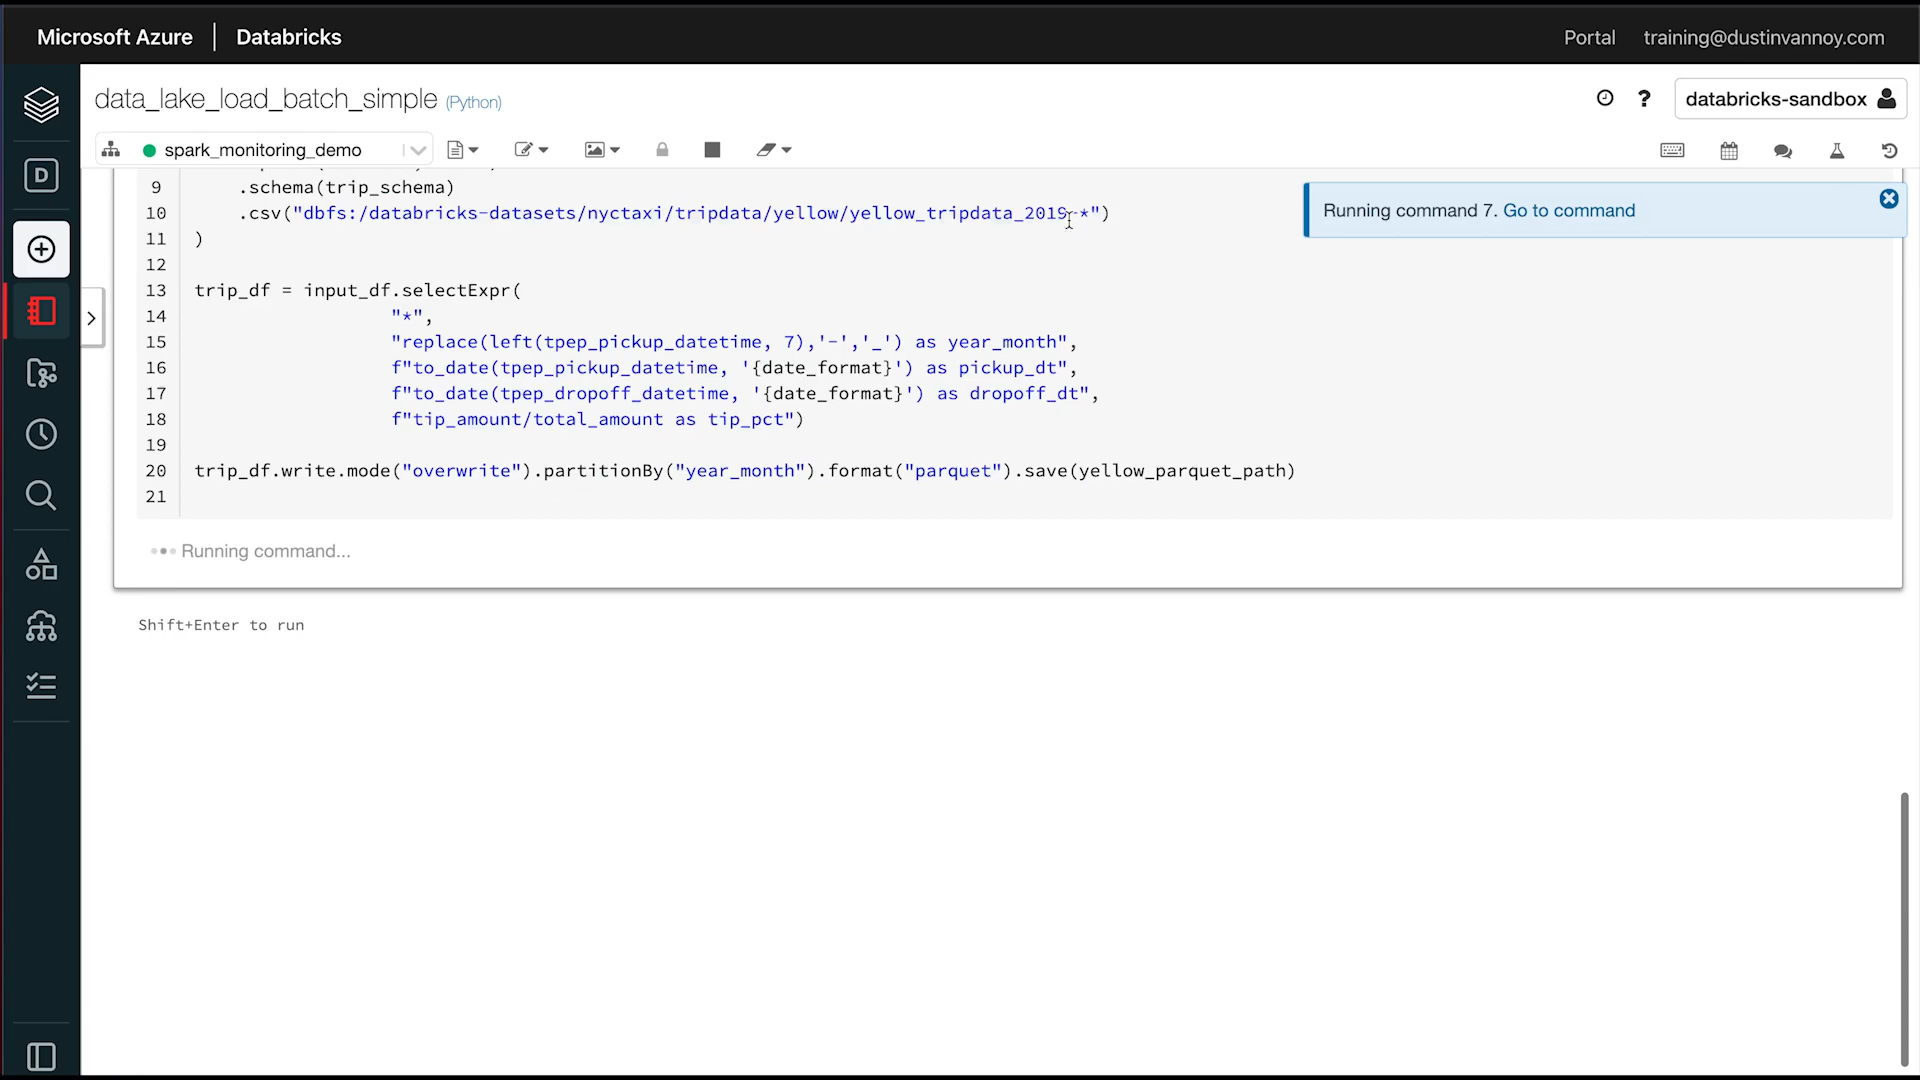 Microsoft Azure | Databricks
Portal training@dustinvannoy.com
data_lake_load_batch_simple (Python)
? databricks-sandbox
spark_monitoring_demo
D
9 .schema(trip_schema)
10 .csv("dbfs:/databricks-datasets/nyctaxi/tripdata/yellow/yellow_tripdata_2019-*")
Running command 7. Go to command
11 )
12
13 trip_df = input_df.selectExpr(
14 "*",
15 "replace(left(tpep_pickup_datetime, 7),'-','_') as year_month",
16 f"to_date(tpep_pickup_datetime, '{date_format}') as pickup_dt",
17 f"to_date(tpep_dropoff_datetime, '{date_format}') as dropoff_dt",
18 f"tip_amount/total_amount as tip_pct")
19
20 trip_df.write.mode("overwrite").partitionBy("year_month").format("parquet").save(yellow_parquet_path)
21
Running command...
Shift+Enter to run